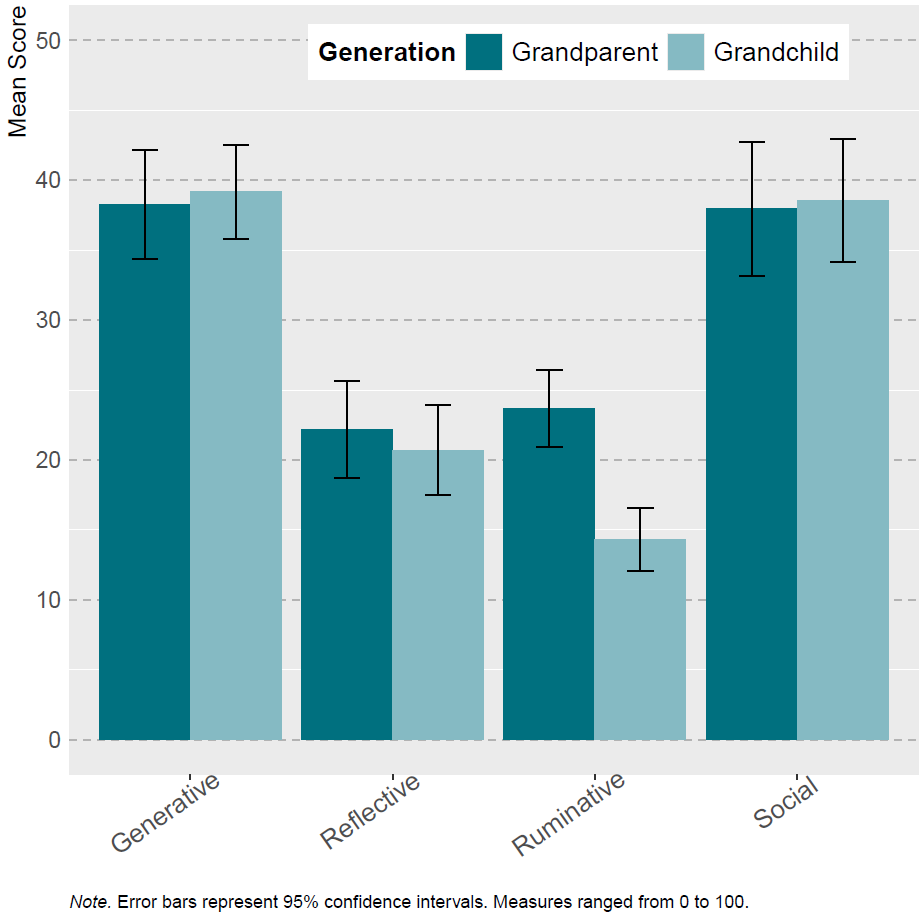 Mean Score
Generation Grandparent Grandchild
50
40
30
20
10
0
Generative Reflective Ruminative Social
Note. Error bars represent 95% confidence intervals. Measures ranged from 0 to 100.